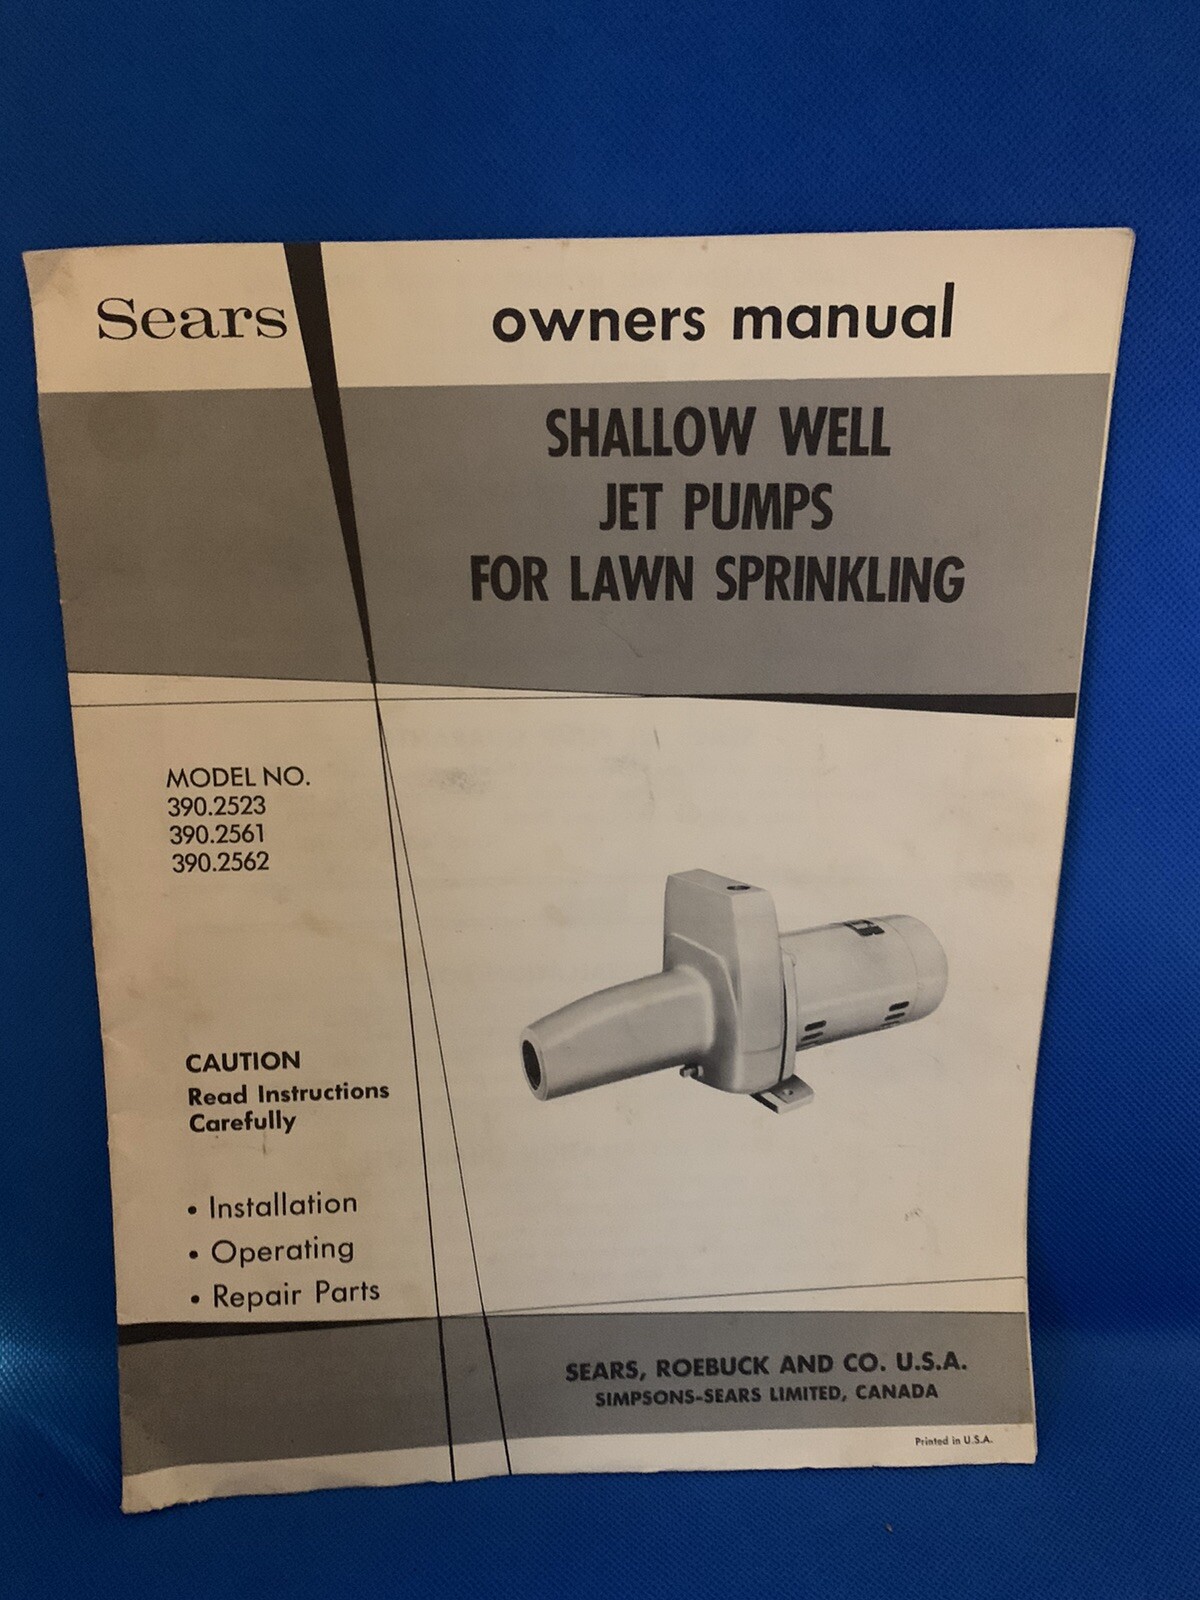 Sears
owners manual
SHALLOW WELL
JET PUMPS
FOR LAWN SPRINKLING
MODEL NO.
390.2523
390.2561
390.2562
CAUTION
Read Instructions
Carefully
• Installation
• Operating
• Repair Parts
SEARS, ROEBUCK AND CO. U.S.A.
SIMPSONS-SEARS LIMITED, CANADA
Printed in U.S.A.